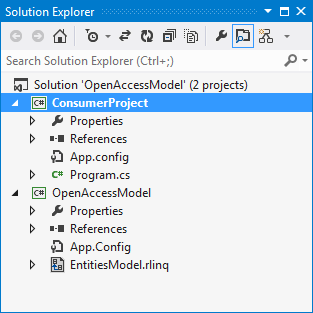 Solution Explorer
Search Solution Explorer (Ctrl+;)
Solution 'OpenAccessModel' (2 projects)
C# ConsumerProject
Properties
References
App.config
C# Program.cs
C# OpenAccessModel
Properties
References
App.Config
EntitiesModel.rlinq